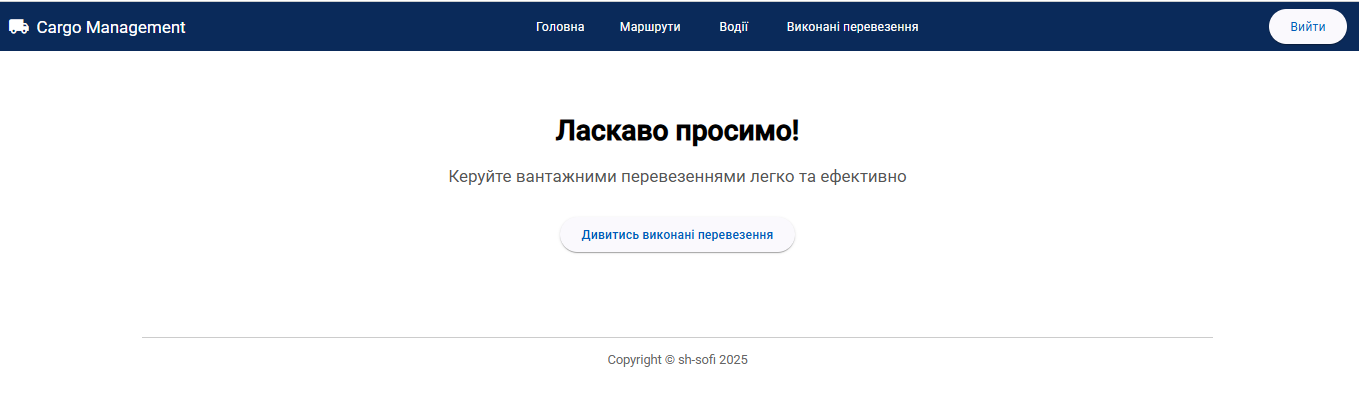 Cargo Management Головна Маршрути Водії Виконані перевезення Вийти
Ласкаво просимо!
Керуйте вантажними перевезеннями легко та ефективно
Дивитись виконані перевезення
Copyright © sh-sofi 2025